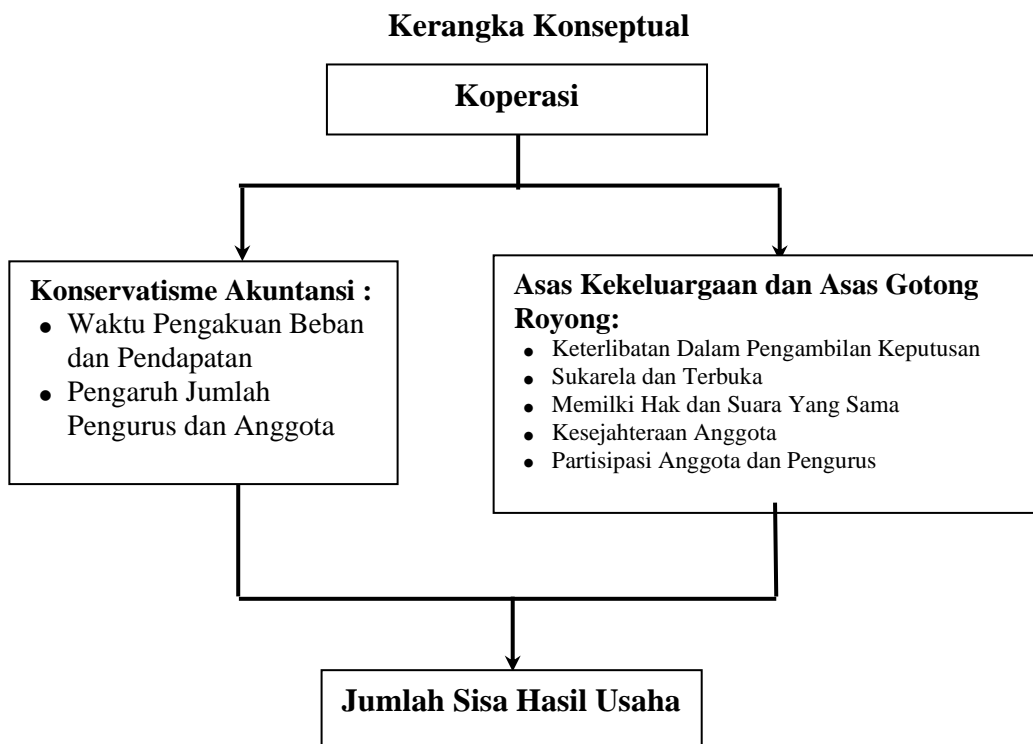 Kerangka Konseptual
Koperasi
Konservatisme Akuntansi :
● Waktu Pengakuan Beban
dan Pendapatan
● Pengaruh Jumlah
Pengurus dan Anggota
Asas Kekeluargaan dan Asas Gotong
Royong:
● Keterlibatan Dalam Pengambilan Keputusan
● Sukarela dan Terbuka
● Memilki Hak dan Suara Yang Sama
● Kesejahteraan Anggota
● Partisipasi Anggota dan Pengurus
Jumlah Sisa Hasil Usaha